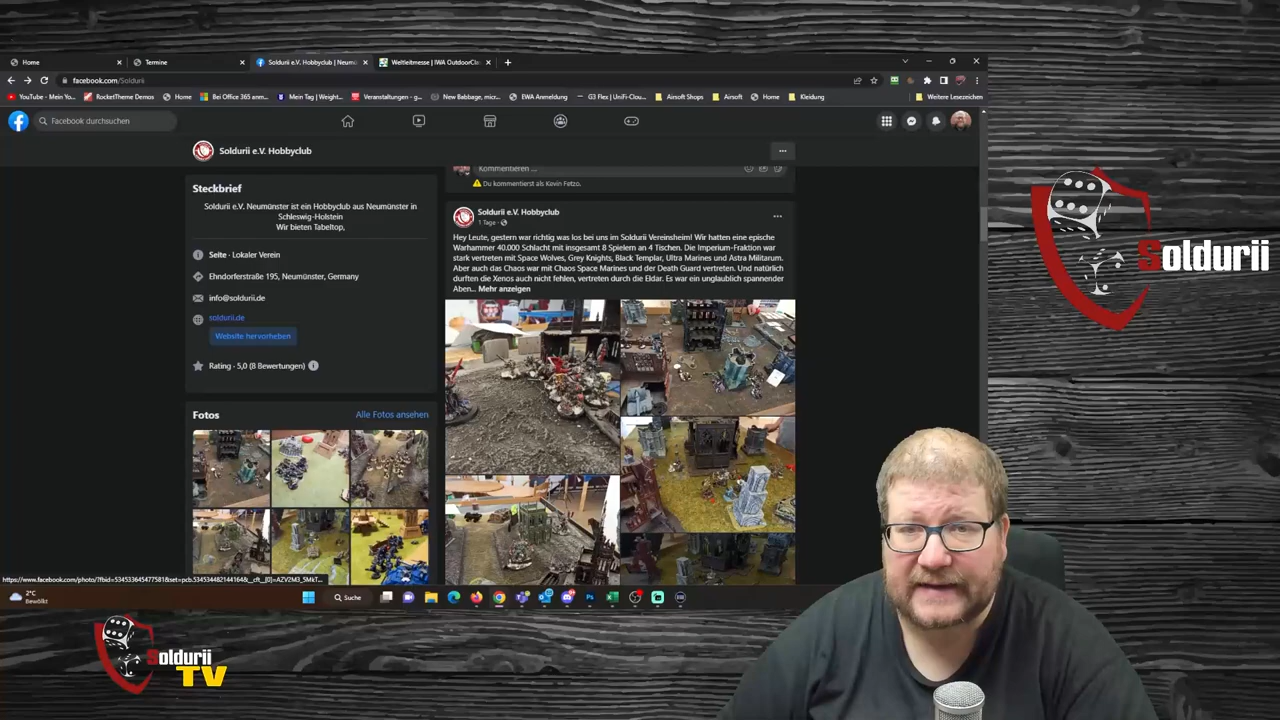 Home
Termine
Soldurii e.V. Hobbyclub | Neumü
Weltleitmesse | IWA OutdoorClas
facebook.com/Soldurii
YouTube - Mein Yo...
RocketTheme Demos
Home
Bei Office 365 anm...
Mein Tag | Weight...
Veranstaltungen - g...
New Babbage, micr...
EWA Anmeldung
G3 Flex | UniFi-Clou...
Airsoft Shops
Airsoft
Home
Kleidung
Weitere Lesezeichen
Facebook durchsuchen
Soldurii e.V. Hobbyclub
Steckbrief
Soldurii e.V. Neumünster ist ein Hobbyclub aus Neumünster in
Schleswig-Holstein
Wir bieten Tabeltop,
Seite · Lokaler Verein
Ehndorferstraße 195, Neumünster, Germany
info@soldurii.de
soldurii.de
Website hervorheben
Rating · 5,0 (8 Bewertungen)
Fotos
Alle Fotos ansehen
Kommentieren ...
Du kommentierst als Kevin Fetzo.
Soldurii e.V. Hobbyclub
1 Tage
Hey Leute, gestern war richtig was los bei uns im Soldurii Vereinsheim! Wir hatten eine epische
Warhammer 40.000 Schlacht mit insgesamt 8 Spielern an 4 Tischen. Die Imperium-Fraktion war
stark vertreten mit Space Wolves, Grey Knights, Black Templar, Ultra Marines und Astra Militarum.
Aber auch das Chaos war mit Chaos Space Marines und der Death Guard vertreten. Und natürlich
durften die Xenos auch nicht fehlen, vertreten durch die Eldar. Es war ein unglaublich spannender
Aben... Mehr anzeigen
2°C
Bewölkt
Suche
Soldurii
Soldurii
TV